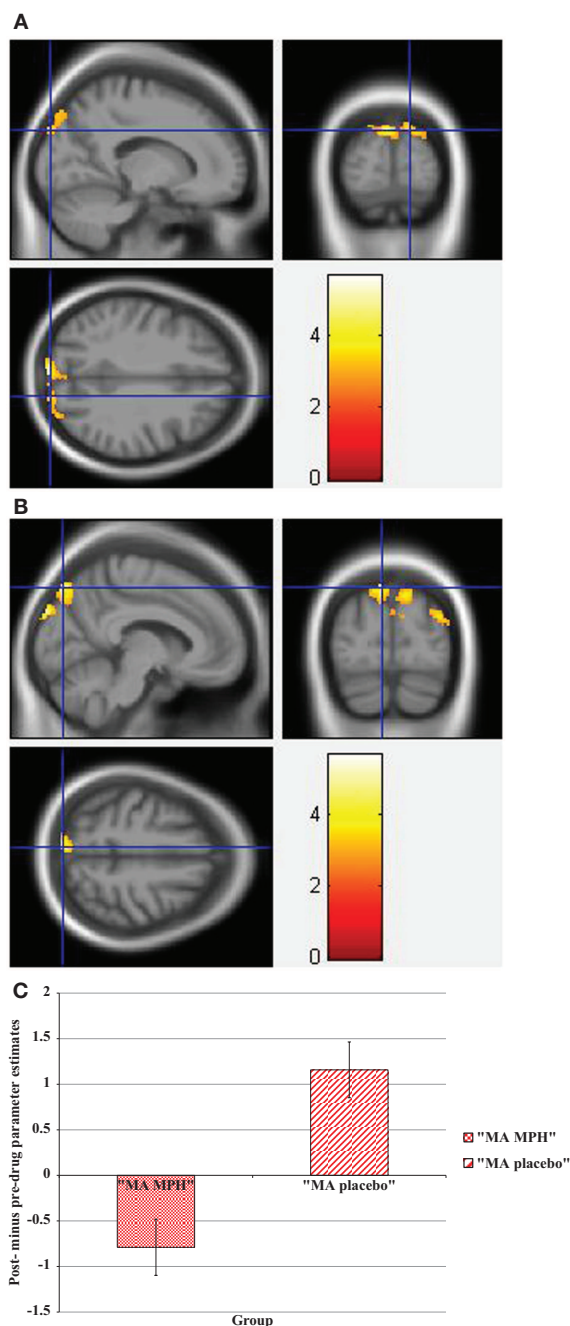 A
4
2
0
B
4
2
0
C
Post- minus pre-drug parameter estimates
2
1.5
1
0.5
0
-0.5
-1
-1.5
"MA MPH"
"MA placebo"
Group
"MA MPH"
"MA placebo"